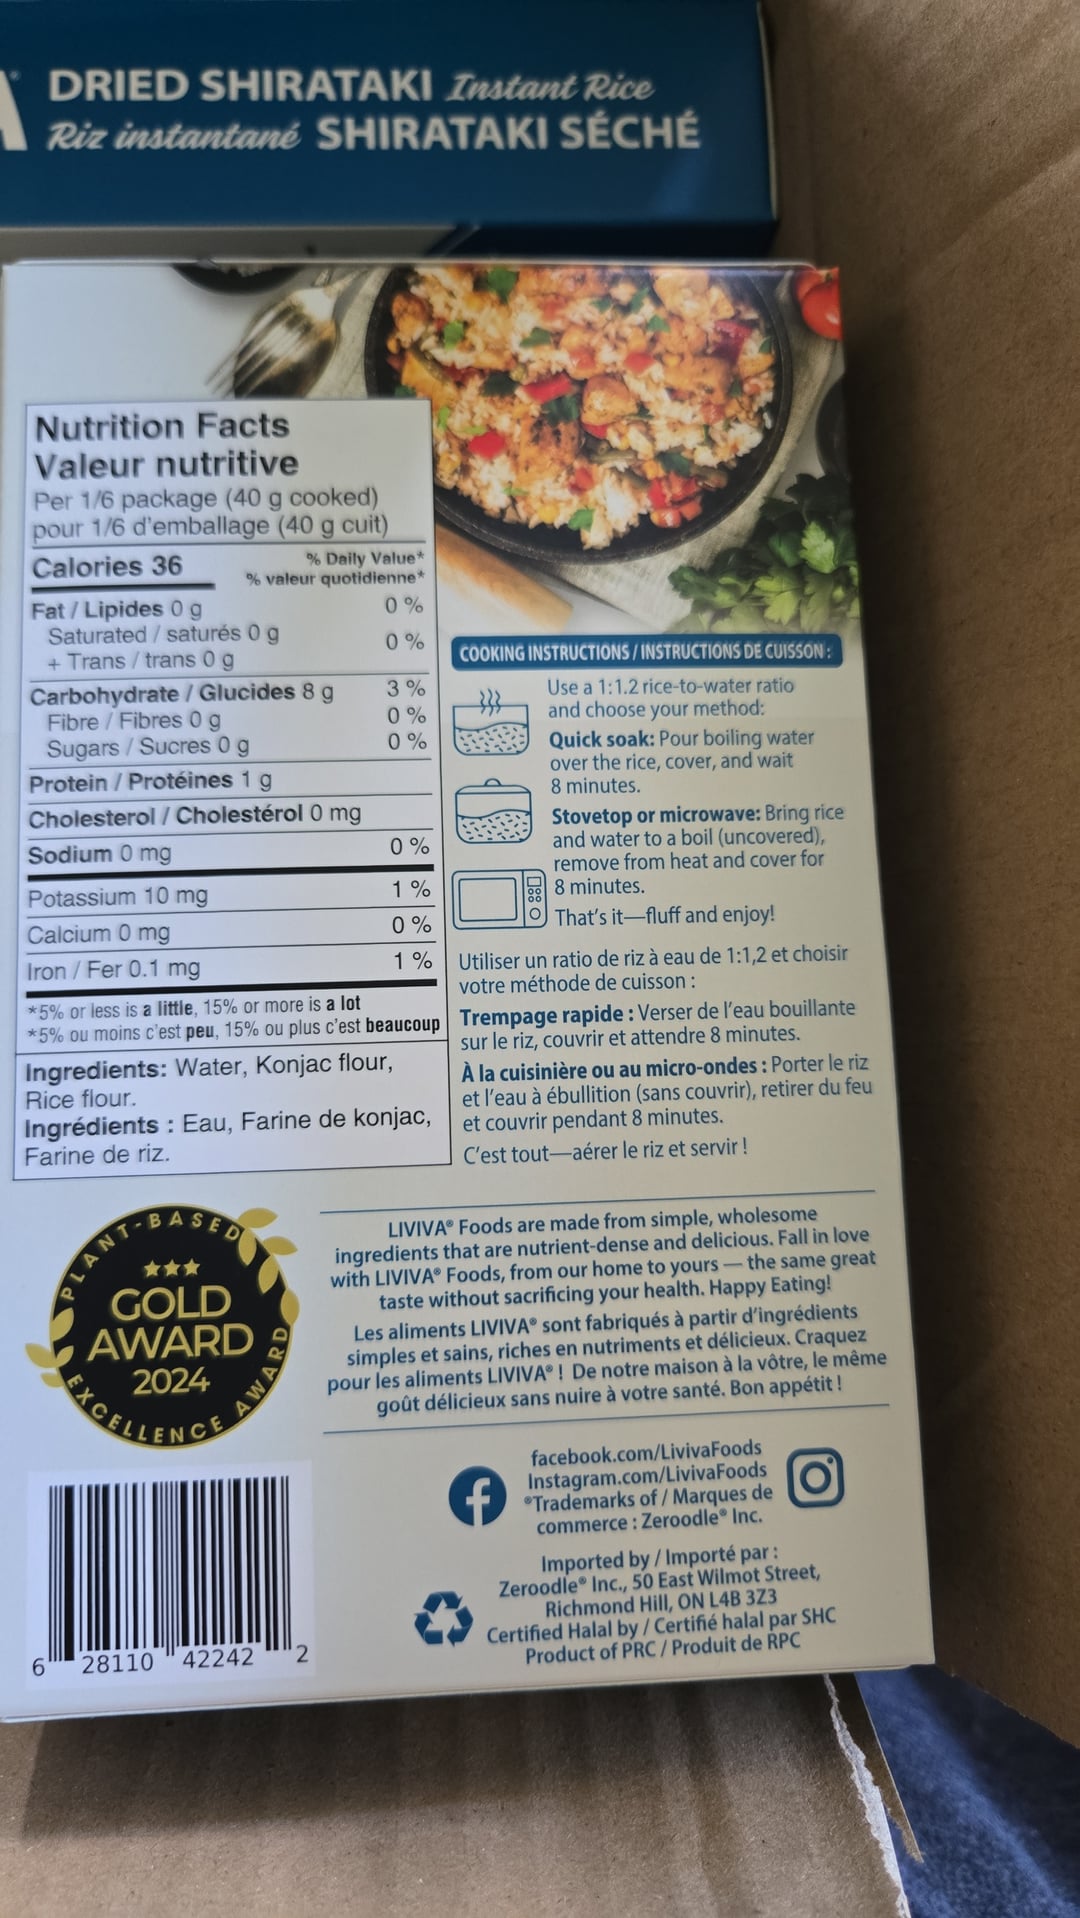 DRIED SHIRATAKI Instant Rice
Riz instantané SHIRATAKI SÉCHÉ
Nutrition Facts
Valeur nutritive
Per 1/6 package (40 g cooked)
pour 1/6 d'emballage (40 g cuit)
Calories 36
% Daily Value*
% valeur quotidienne*
Fat / Lipides 0 g 0 %
Saturated / saturés 0 g
+ Trans / trans 0 g 0 %
Carbohydrate / Glucides 8 g 3 %
Fibre / Fibres 0 g 0 %
Sugars / Sucres 0 g 0 %
Protein / Protéines 1 g
Cholesterol / Cholestérol 0 mg
Sodium 0 mg 0 %
Potassium 10 mg 1 %
Calcium 0 mg 0 %
Iron / Fer 0.1 mg 1 %
*5% or less is a little, 15% or more is a lot
*5% ou moins c'est peu, 15% ou plus c'est beaucoup
Ingredients: Water, Konjac flour,
Rice flour.
Ingrédients : Eau, Farine de konjac,
Farine de riz.
COOKING INSTRUCTIONS / INSTRUCTIONS DE CUISSON :
Use a 1:1.2 rice-to-water ratio
and choose your method:
Quick soak: Pour boiling water
over the rice, cover, and wait
8 minutes.
Stovetop or microwave: Bring rice
and water to a boil (uncovered),
remove from heat and cover for
8 minutes.
That's it—fluff and enjoy!
Utiliser un ratio de riz à eau de 1:1,2 et choisir
votre méthode de cuisson :
Trempage rapide : Verser de l'eau bouillante
sur le riz, couvrir et attendre 8 minutes.
À la cuisinière ou au micro-ondes : Porter le riz
et l'eau à ébullition (sans couvrir), retirer du feu
et couvrir pendant 8 minutes.
C'est tout—aérer le riz et servir !
PLANT-BASED
GOLD
AWARD
2024
EXCELLENCE AWARD
LIVIVA® Foods are made from simple, wholesome
ingredients that are nutrient-dense and delicious. Fall in love
with LIVIVA® Foods, from our home to yours — the same great
taste without sacrificing your health. Happy Eating!
Les aliments LIVIVA® sont fabriqués à partir d'ingrédients
simples et sains, riches en nutriments et délicieux. Craquez
pour les aliments LIVIVA® ! De notre maison à la vôtre, le même
goût délicieux sans nuire à votre santé. Bon appétit !
facebook.com/LivivaFoods
Instagram.com/LivivaFoods
®Trademarks of / Marques de
commerce : Zeroodle® Inc.
Imported by / Importé par :
Zeroodle® Inc., 50 East Wilmot Street,
Richmond Hill, ON L4B 3Z3
Certified Halal by / Certifié halal par SHC
Product of PRC / Produit de RPC
6 28110 42242 2